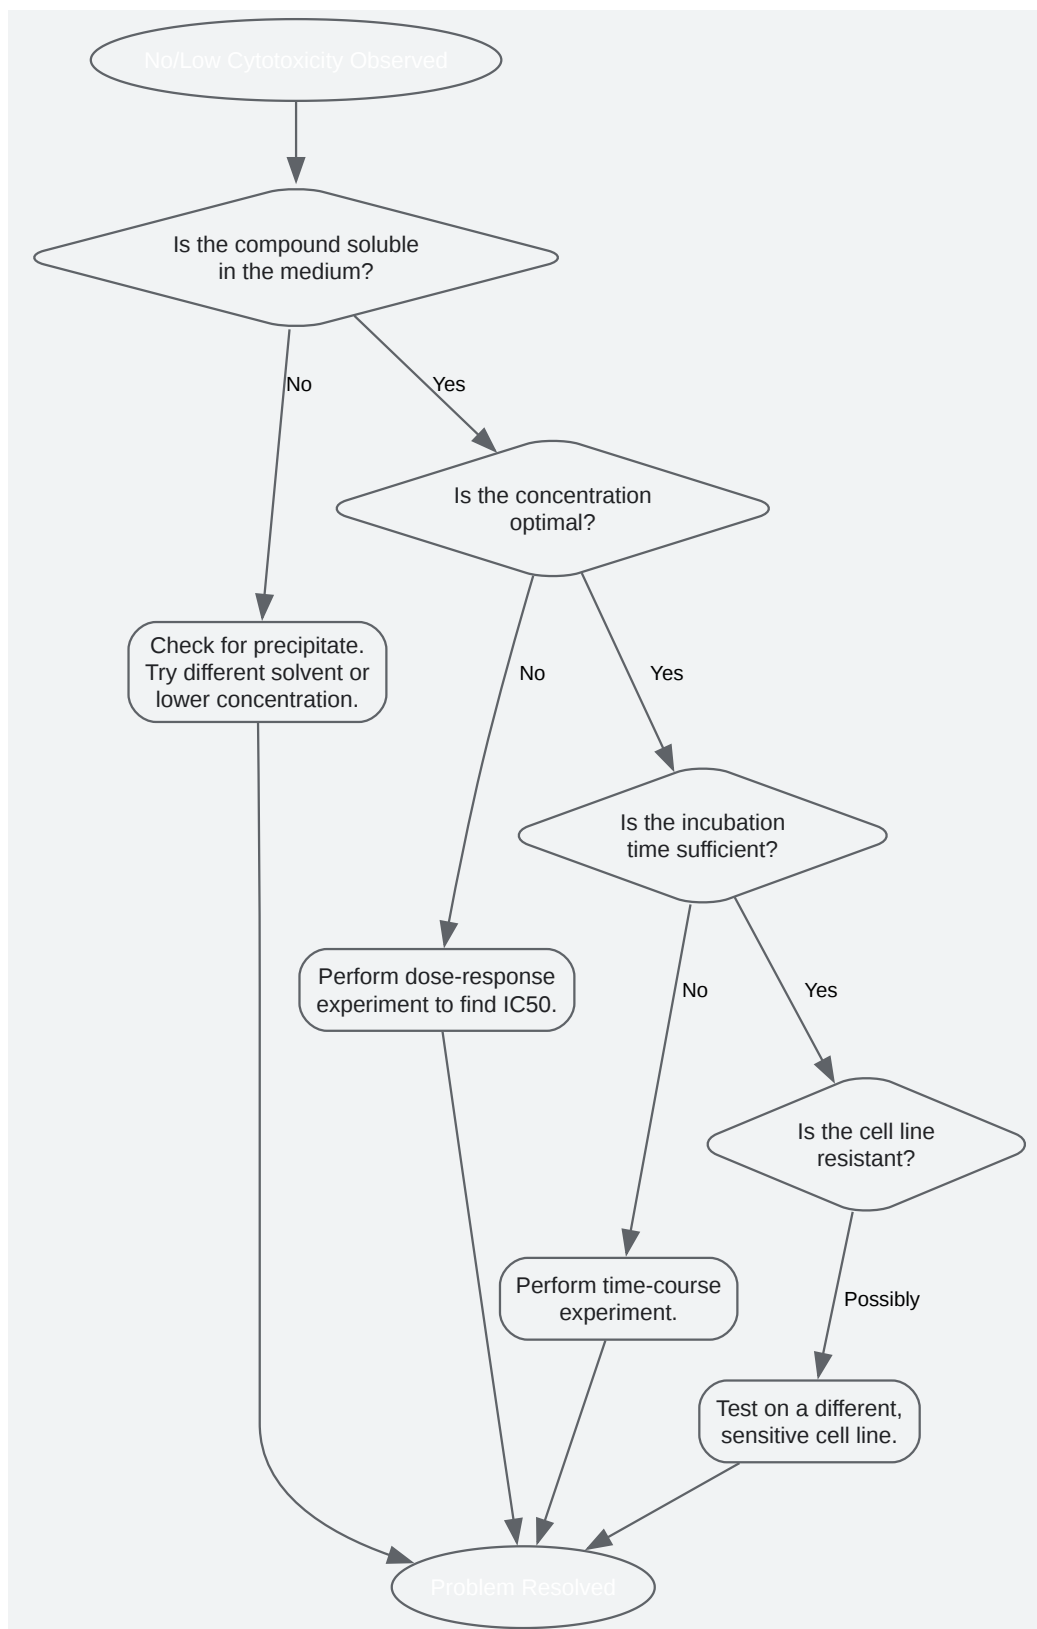 No/Low Cytotoxicity Observed
Is the compound soluble
in the medium?
No
Yes
Is the concentration
optimal?
Check for precipitate.
Try different solvent or
lower concentration.
No
Yes
Is the incubation
time sufficient?
Perform dose-response
experiment to find IC50.
No
Yes
Is the cell line
resistant?
Perform time-course
experiment.
Possibly
Test on a different,
sensitive cell line.
Problem Resolved